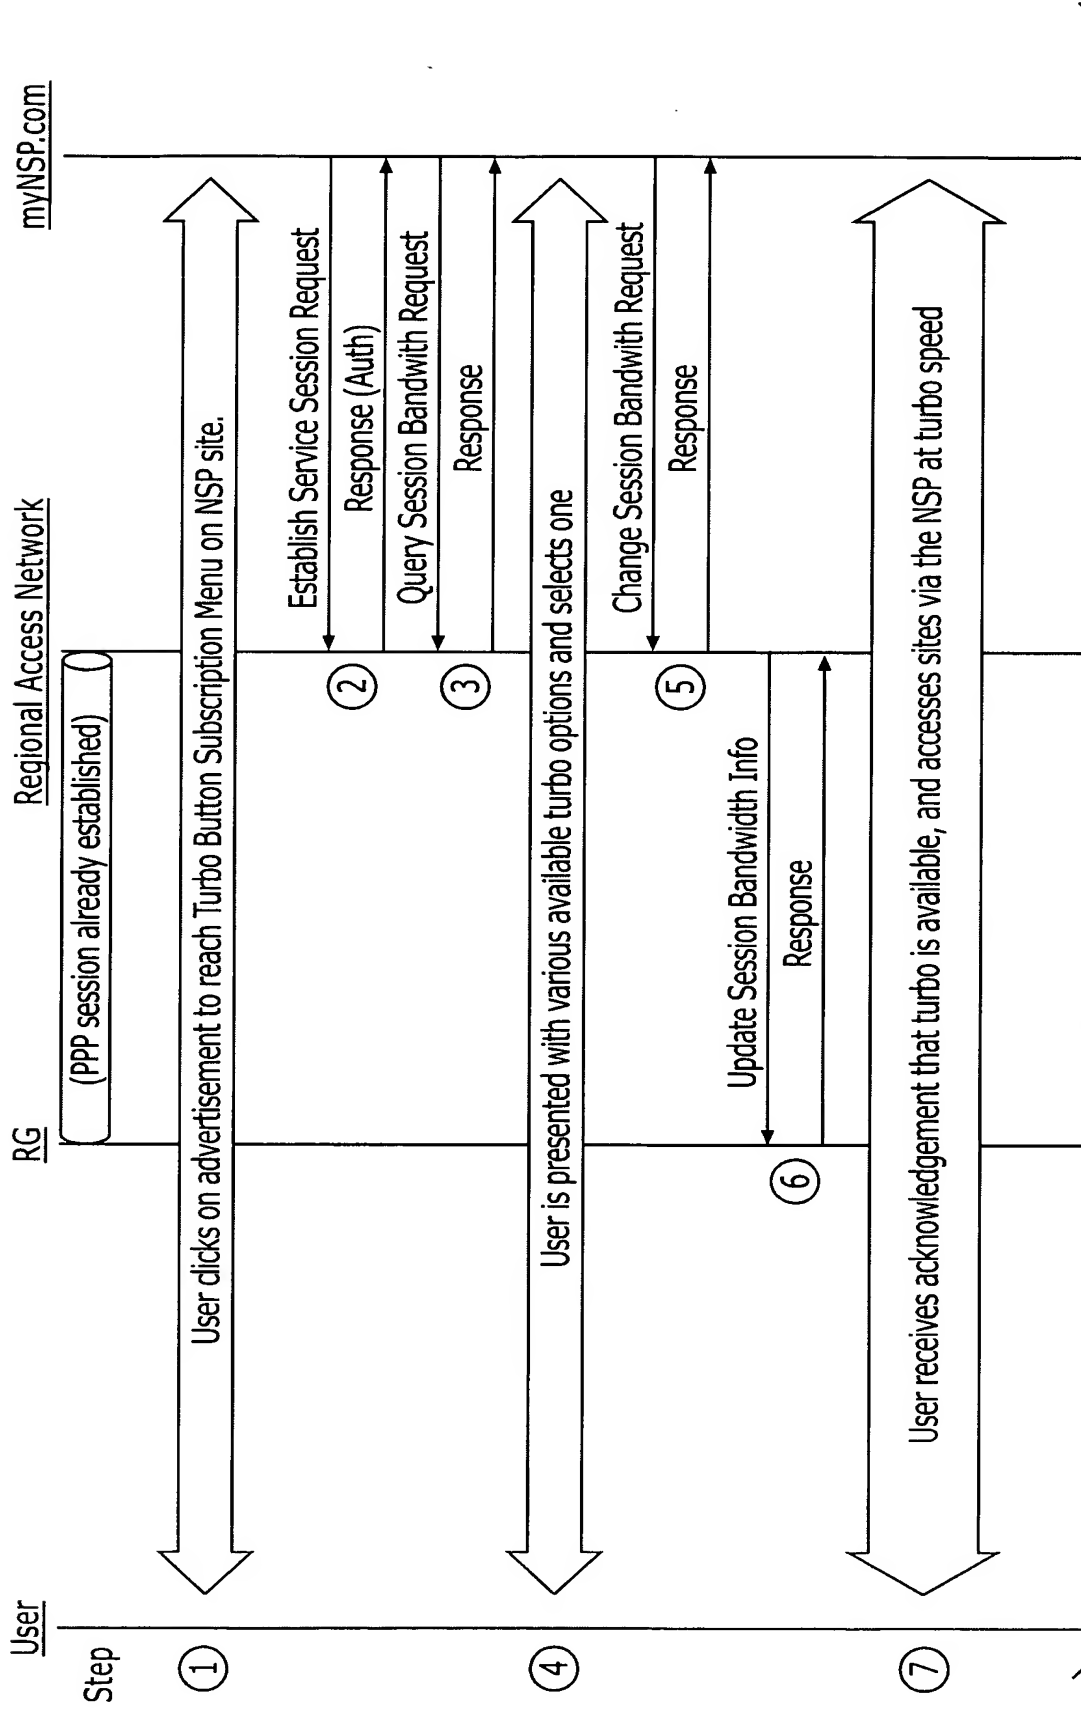 User
RG
Regional Access Network
myNSP.com
Step
(PPP session already established)
1
User clicks on advertisement to reach Turbo Button Subscription Menu on NSP site.
Establish Service Session Request
2
Response (Auth)
Query Session Bandwith Request
3
Response
4
User is presented with various available turbo options and selects one
Change Session Bandwith Request
5
Response
Update Session Bandwidth Info
6
Response
7
User receives acknowledgement that turbo is available, and accesses sites via the NSP at turbo speed